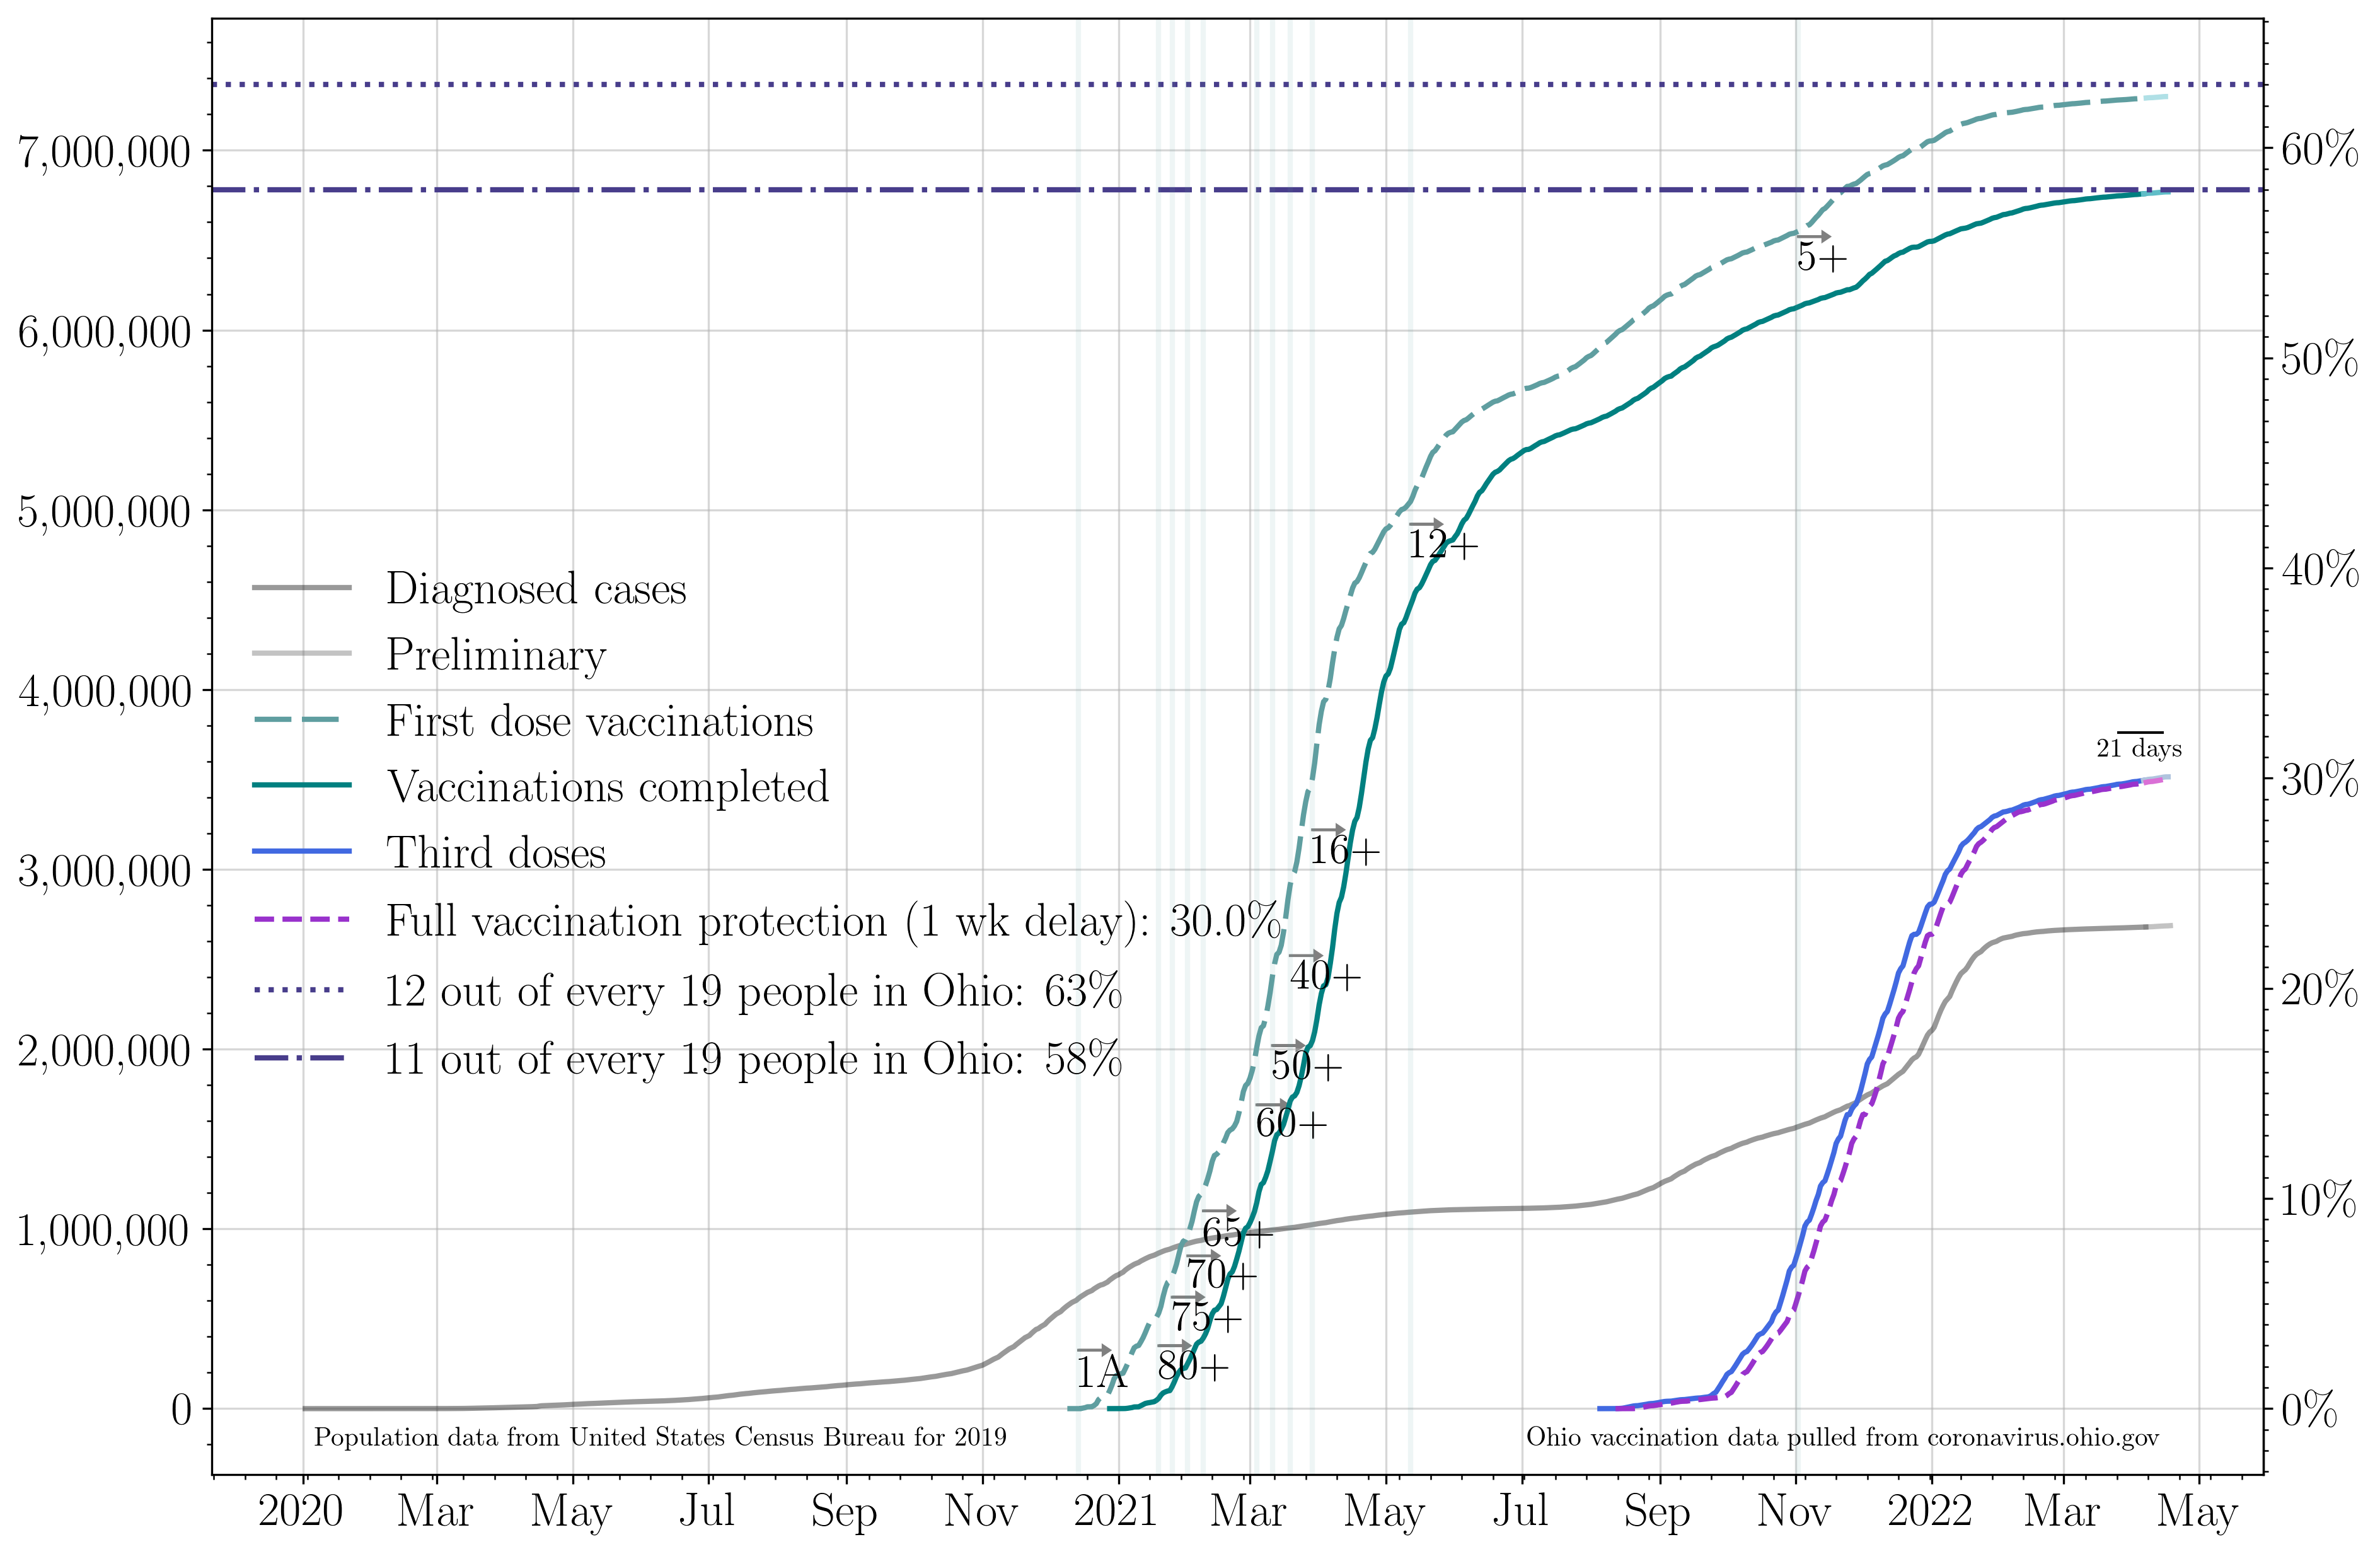 7,000,000
6,000,000
5,000,000
4,000,000
3,000,000
2,000,000
1,000,000
0
60%
50%
40%
30%
20%
10%
0%
5+
12+
16+
40+
50+
60+
65+
70+
75+
80+
1A
21 days
Diagnosed cases
Preliminary
First dose vaccinations
Vaccinations completed
Third doses
Full vaccination protection (1 wk delay): 30.0%
12 out of every 19 people in Ohio: 63%
11 out of every 19 people in Ohio: 58%
Population data from United States Census Bureau for 2019
Ohio vaccination data pulled from coronavirus.ohio.gov
2020 Mar May Jul Sep Nov 2021 Mar May Jul Sep Nov 2022 Mar May